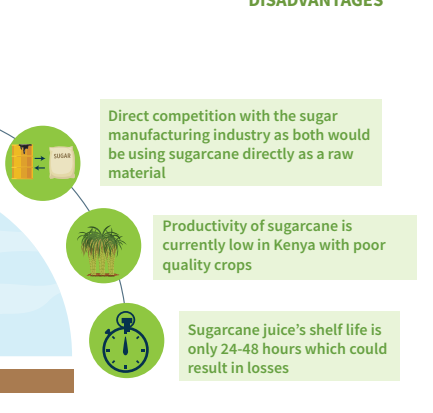 DISADVANTAGES
Direct competition with the sugar
manufacturing industry as both would
be using sugarcane directly as a raw
material
SUGAR
Productivity of sugarcane is
currently low in Kenya with poor
quality crops
Sugarcane juice's shelf life is
only 24-48 hours which could
result in losses